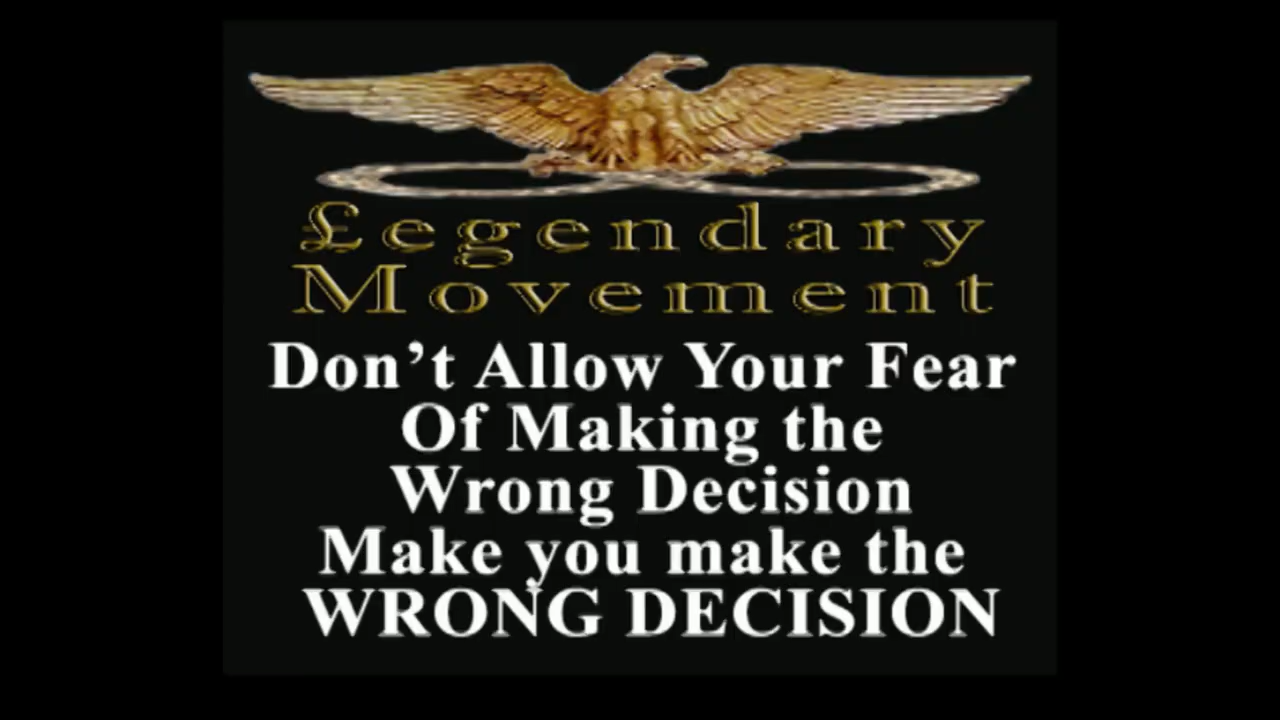 £egendary
Movement
Don’t Allow Your Fear
Of Making the
Wrong Decision
Make you make the
WRONG DECISION